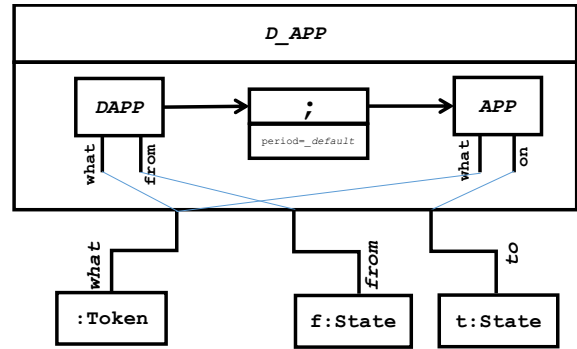 D_APP
DAPP
;
APP
period=_default
what
from
what
on
what
from
to
:Token
f:State
t:State